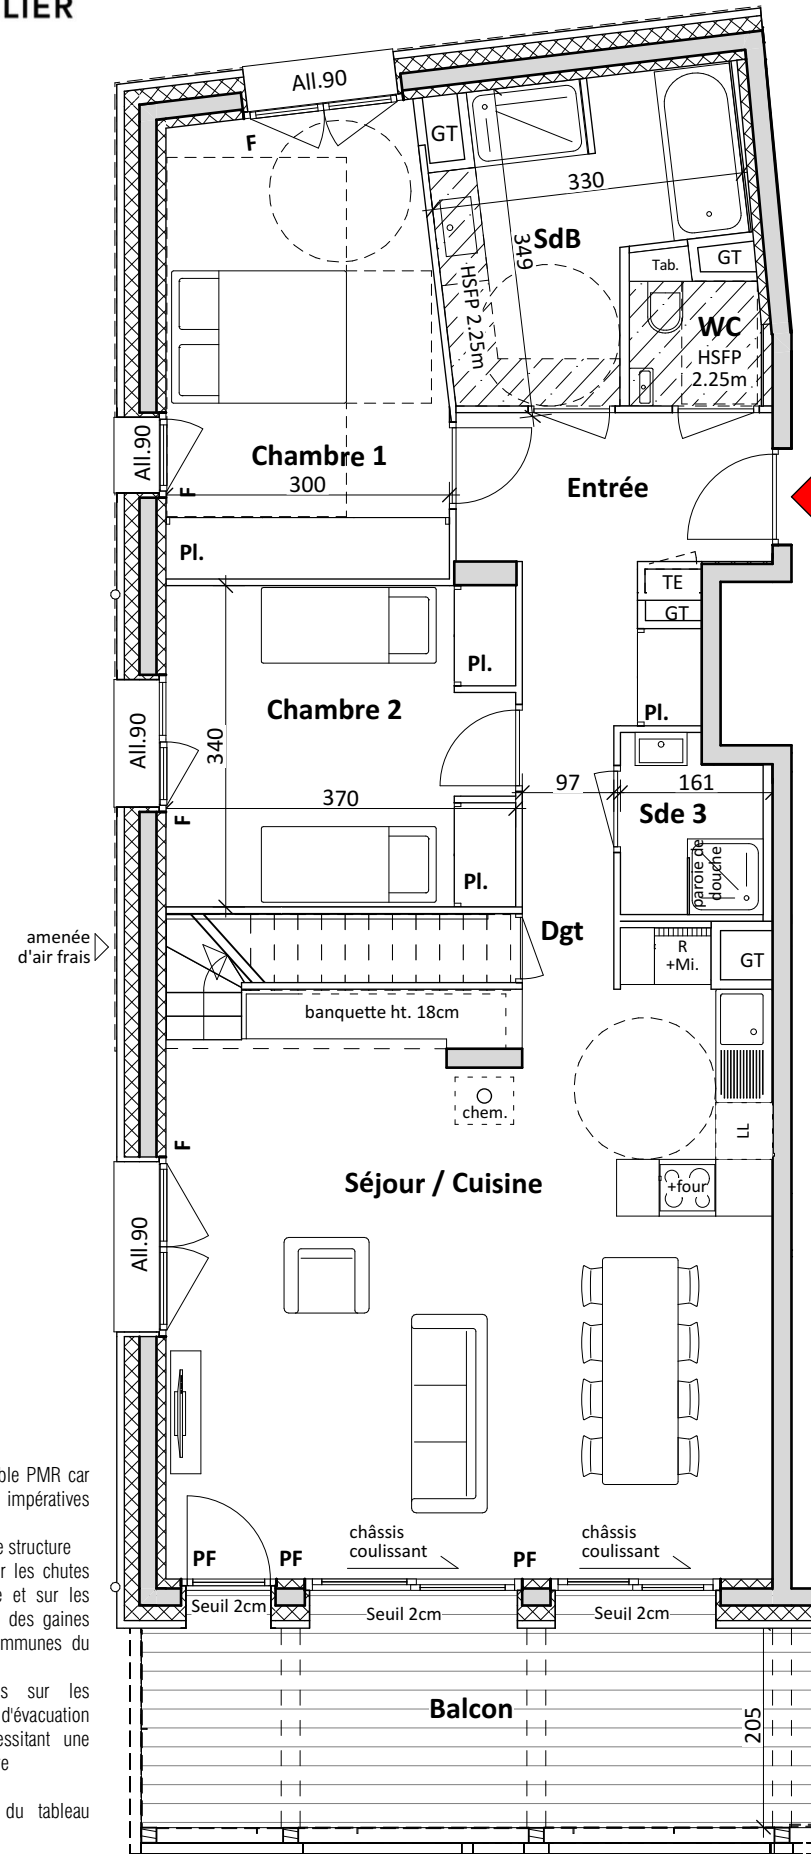 LIER
All.90
GT
F
330
SdB
349
HSFP 2.25m
Tab.
GT
WC
HSFP
2.25m
All.90
Chambre 1
300
F
Entrée
Pl.
TE
GT
Pl.
Chambre 2
Pl.
All.90
340
97
161
370
Sde 3
F
paroie de
douche
Pl.
amenée
d'air frais
Dgt
R
+Mi.
GT
banquette ht. 18cm
chem.
LL
F
Séjour / Cuisine
+four
All.90
ble PMR car
impératives
e structure
r les chutes
e et sur les
des gaines
mmunes du
s sur les
d'évacuation
essitant une
re
du tableau
châssis
coulissant
châssis
coulissant
PF
PF
PF
Seuil 2cm
Seuil 2cm
Seuil 2cm
Balcon
205